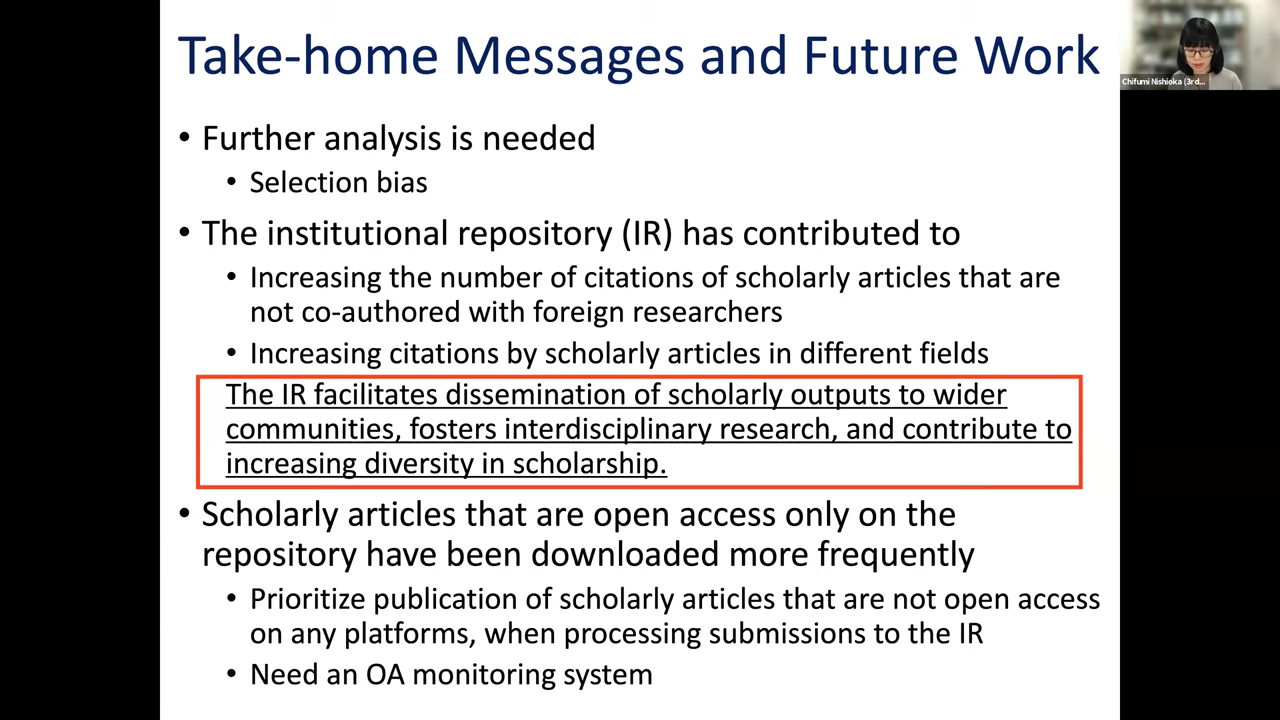 Take-home Messages and Future Work
Chifumi Nishioka (3rd...
• Further analysis is needed
• Selection bias
• The institutional repository (IR) has contributed to
• Increasing the number of citations of scholarly articles that are
not co-authored with foreign researchers
• Increasing citations by scholarly articles in different fields
The IR facilitates dissemination of scholarly outputs to wider
communities, fosters interdisciplinary research, and contribute to
increasing diversity in scholarship.
• Scholarly articles that are open access only on the
repository have been downloaded more frequently
• Prioritize publication of scholarly articles that are not open access
on any platforms, when processing submissions to the IR
• Need an OA monitoring system